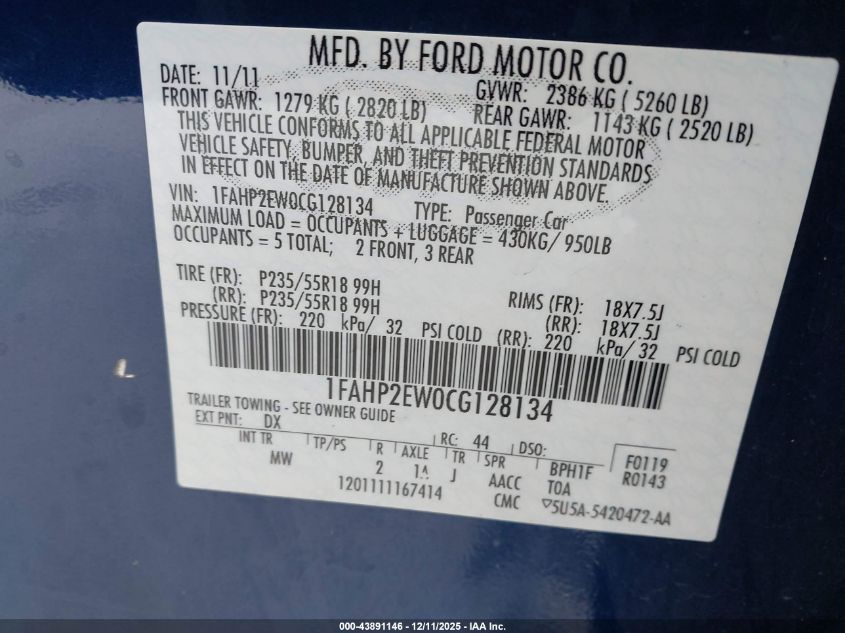 MFD. BY FORD MOTOR CO.
DATE: 11/11 GVWR: 2386 KG ( 5260 LB)
FRONT GAWR: 1279 KG ( 2820 LB) REAR GAWR: 1143 KG ( 2520 LB)
THIS VEHICLE CONFORMS TO ALL APPLICABLE FEDERAL MOTOR
VEHICLE SAFETY, BUMPER, AND THEFT PREVENTION STANDARDS
IN EFFECT ON THE DATE OF MANUFACTURE SHOWN ABOVE.
VIN: 1FAHP2EW0CG128134 TYPE: Passenger Car
MAXIMUM LOAD = OCCUPANTS + LUGGAGE = 430KG/ 950LB
OCCUPANTS = 5 TOTAL; 2 FRONT, 3 REAR
TIRE (FR): P235/55R18 99H RIMS (FR): 18X7.5J
(RR): P235/55R18 99H (RR): 18X7.5J
PRESSURE (FR): 220 kPa/ 32 PSI COLD (RR): 220 kPa/ 32 PSI COLD
1FAHP2EW0CG128134
TRAILER TOWING - SEE OWNER GUIDE
EXT PNT: DX RC: 44 DSO:
INT TR TP/PS R AXLE TR SPR BPH1F F0119
MW 2 J AACC TOA R0143
1201111167414 CMC ▽5U5A-5420472-AA
000-43891146 - 12/11/2025 - IAA Inc.